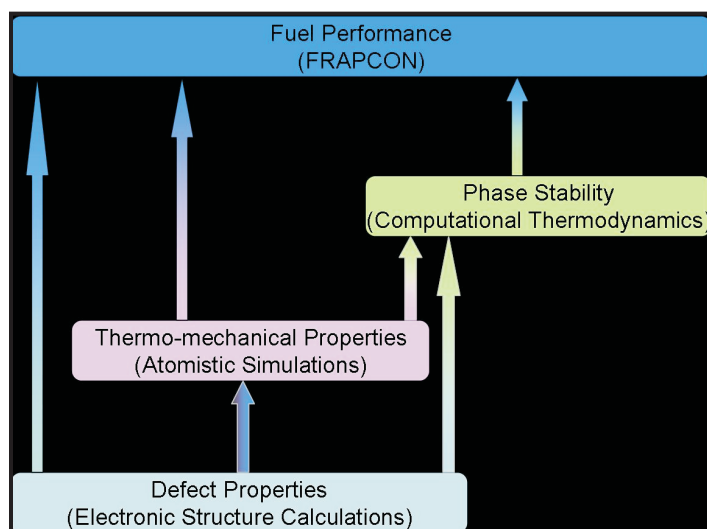 Fuel Performance
(FRAPCON)
Phase Stability
(Computational Thermodynamics)
Thermo-mechanical Properties
(Atomistic Simulations)
Defect Properties
(Electronic Structure Calculations)